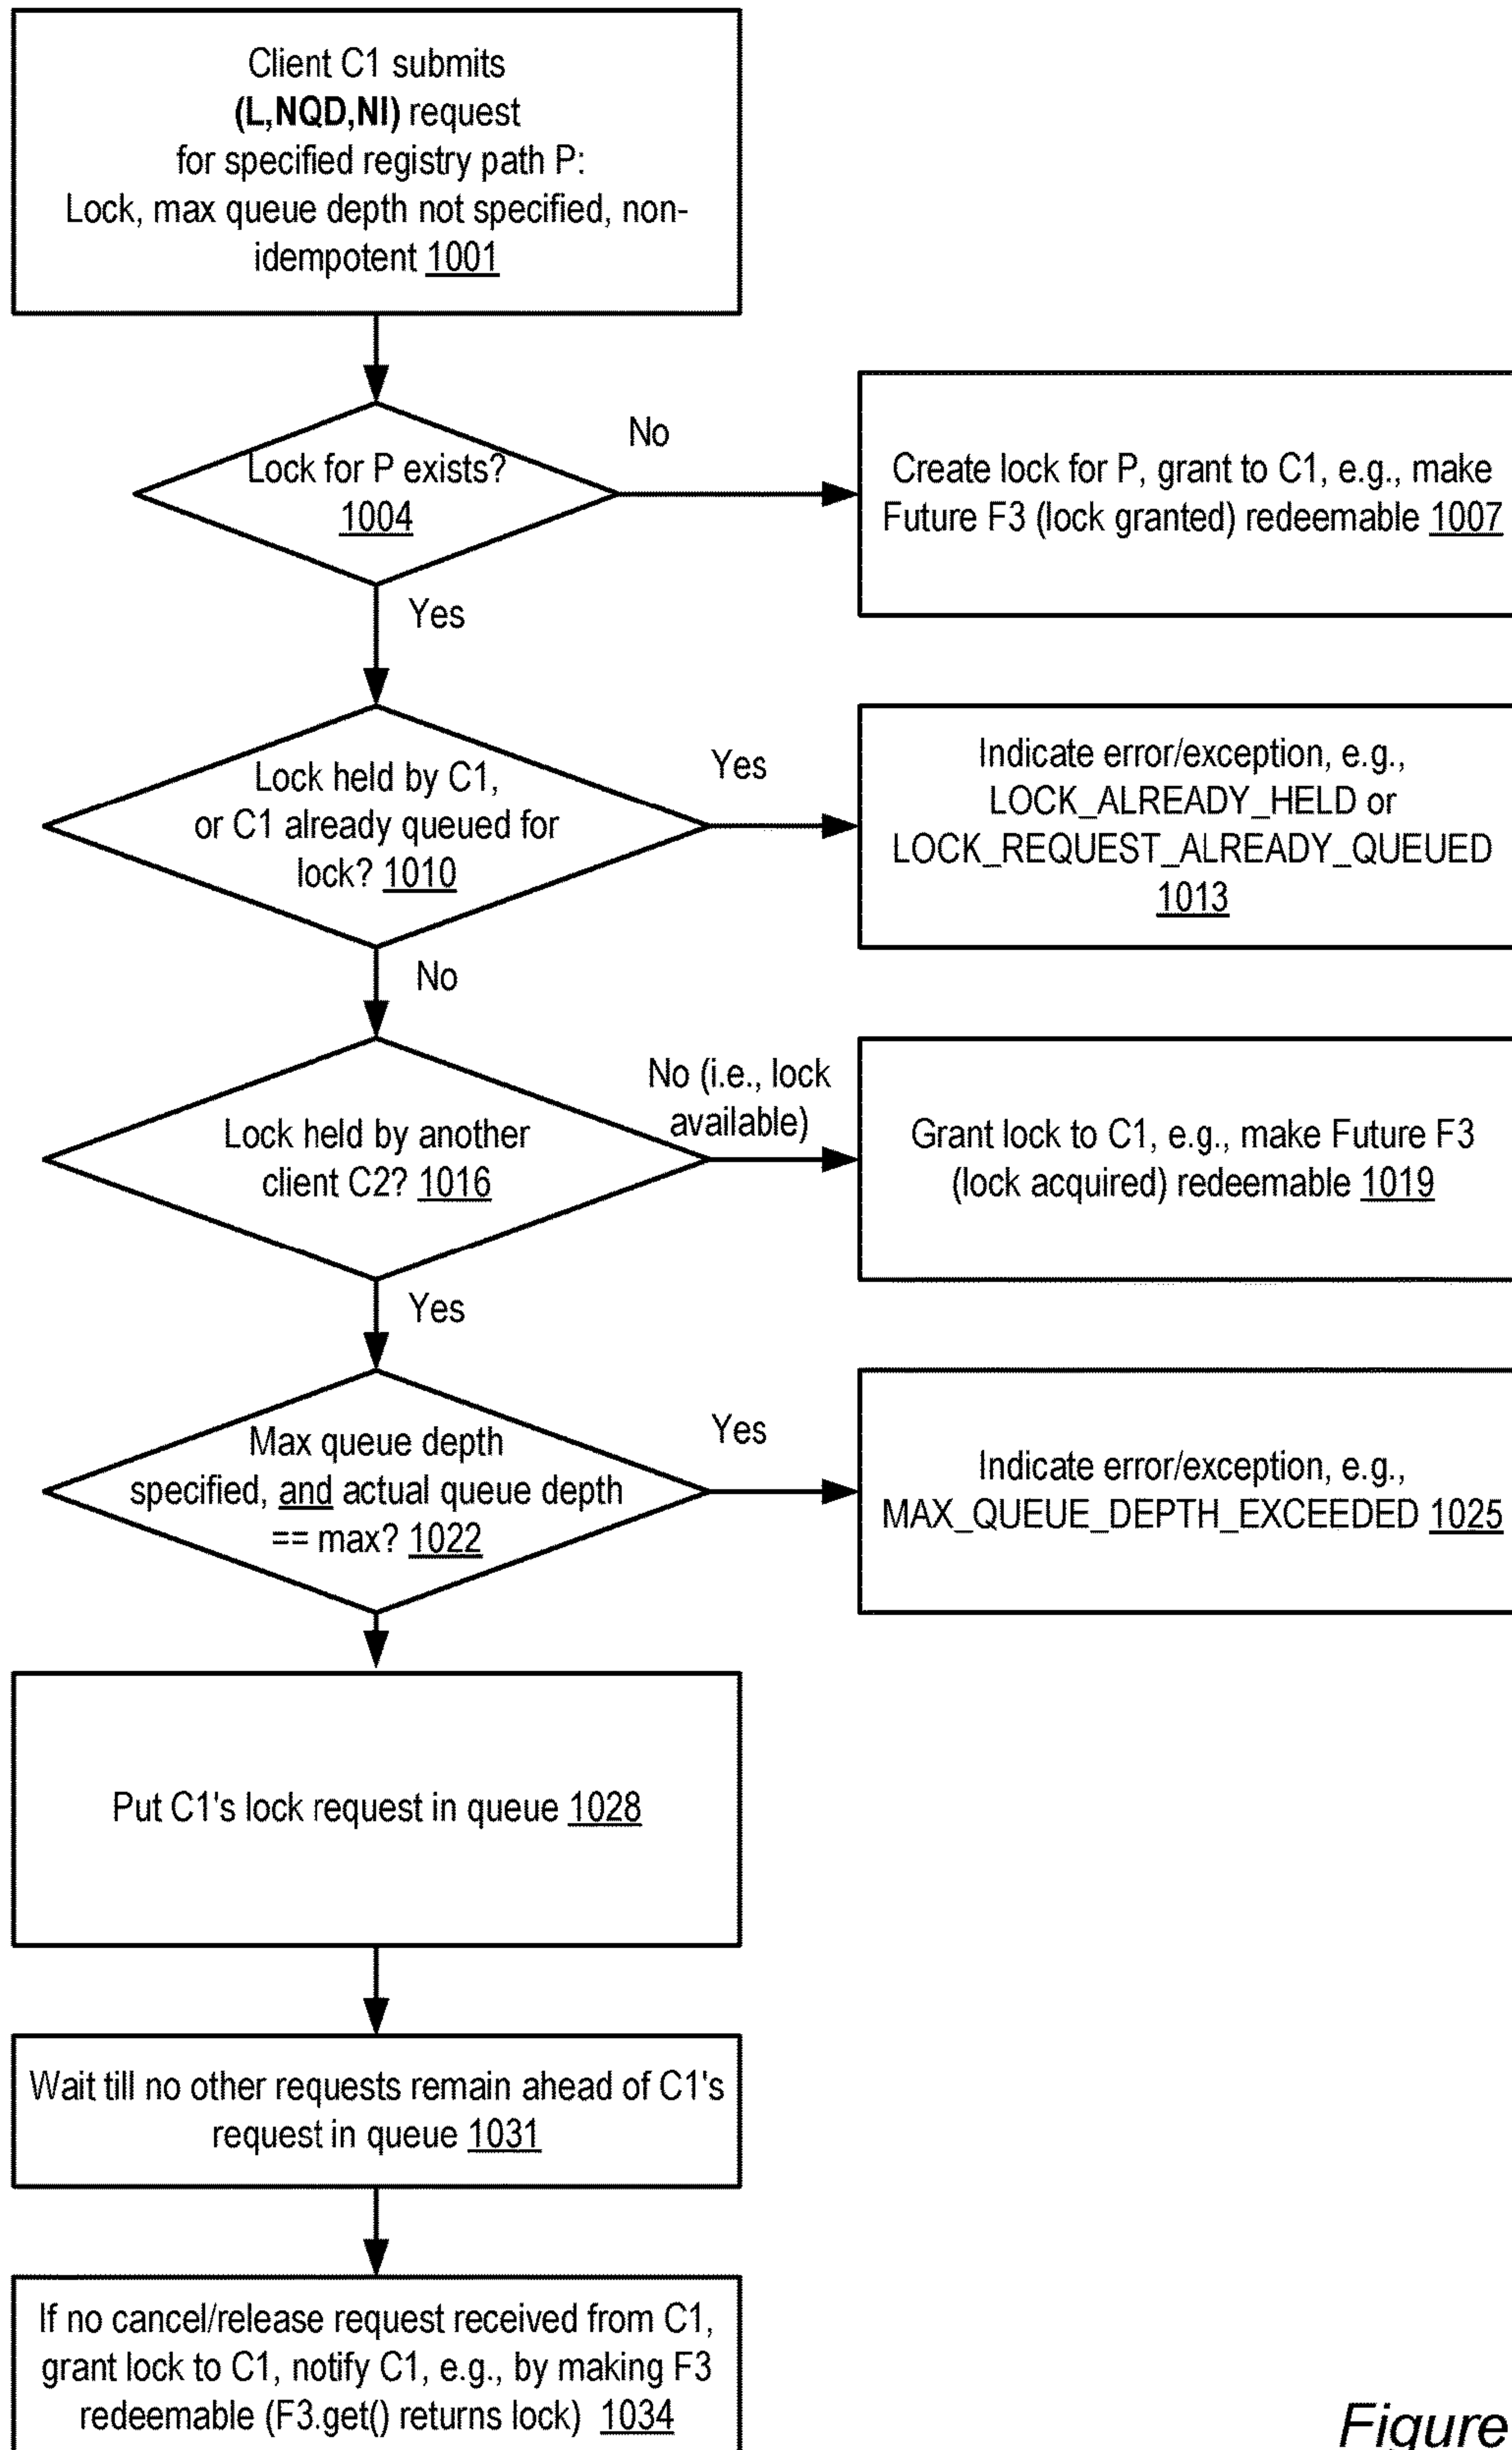 Client C1 submits
(L,NQD,NI) request
for specified registry path P:
Lock, max queue depth not specified, non-
idempotent 1001
No
Lock for P exists?
1004
Create lock for P, grant to C1, e.g., make
Future F3 (lock granted) redeemable 1007
Yes
Lock held by C1,
or C1 already queued for
lock? 1010
Yes
Indicate error/exception, e.g.,
LOCK_ALREADY_HELD or
LOCK_REQUEST_ALREADY_QUEUED
1013
No
Lock held by another
client C2? 1016
No (i.e., lock
available)
Grant lock to C1, e.g., make Future F3
(lock acquired) redeemable 1019
Yes
Max queue depth
specified, and actual queue depth
== max? 1022
Yes
Indicate error/exception, e.g.,
MAX_QUEUE_DEPTH_EXCEEDED 1025
Put C1's lock request in queue 1028
Wait till no other requests remain ahead of C1's
request in queue 1031
If no cancel/release request received from C1,
grant lock to C1, notify C1, e.g., by making F3
redeemable (F3.get() returns lock) 1034
Figure